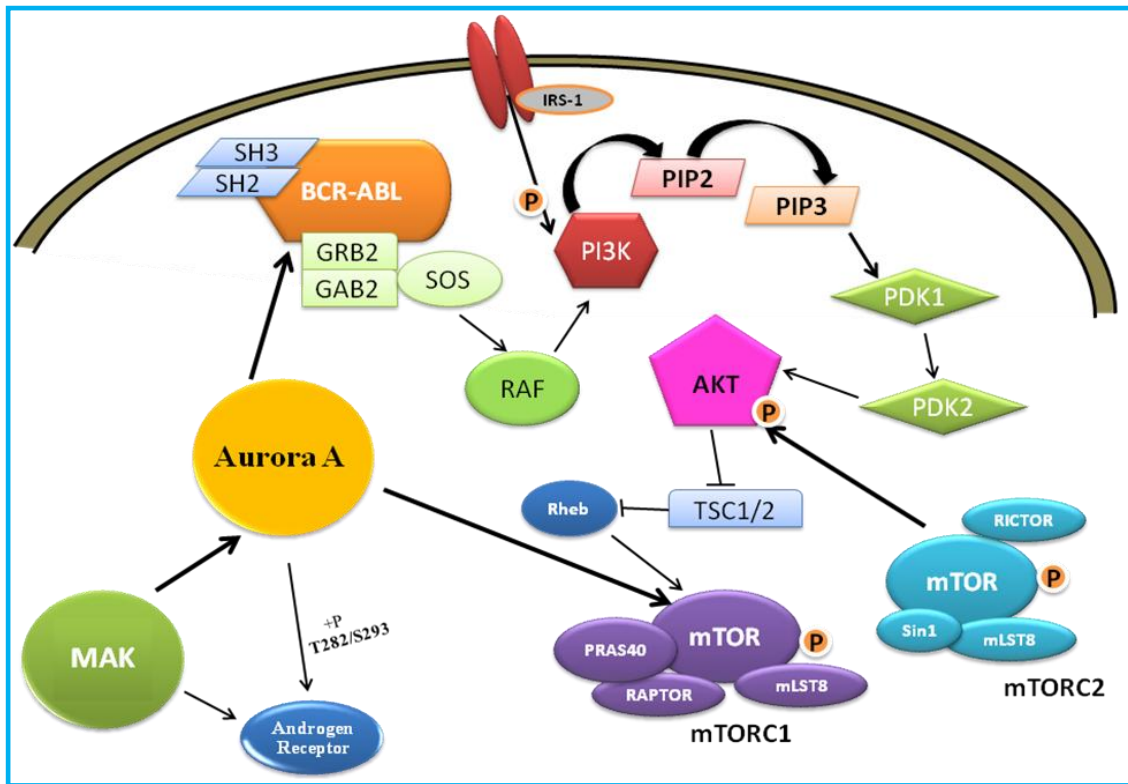 IRS-1
SH3
SH2
BCR-ABL
PIP2
PIP3
P
GRB2
GAB2
SOS
PI3K
PDK1
RAF
AKT
P
PDK2
Aurora A
Rheb
TSC1/2
RICTOR
mTOR
P
Sin1
mLST8
mTORC2
+P
T282/S293
MAK
mTOR
P
PRAS40
RAPTOR
mLST8
mTORC1
Androgen
Receptor